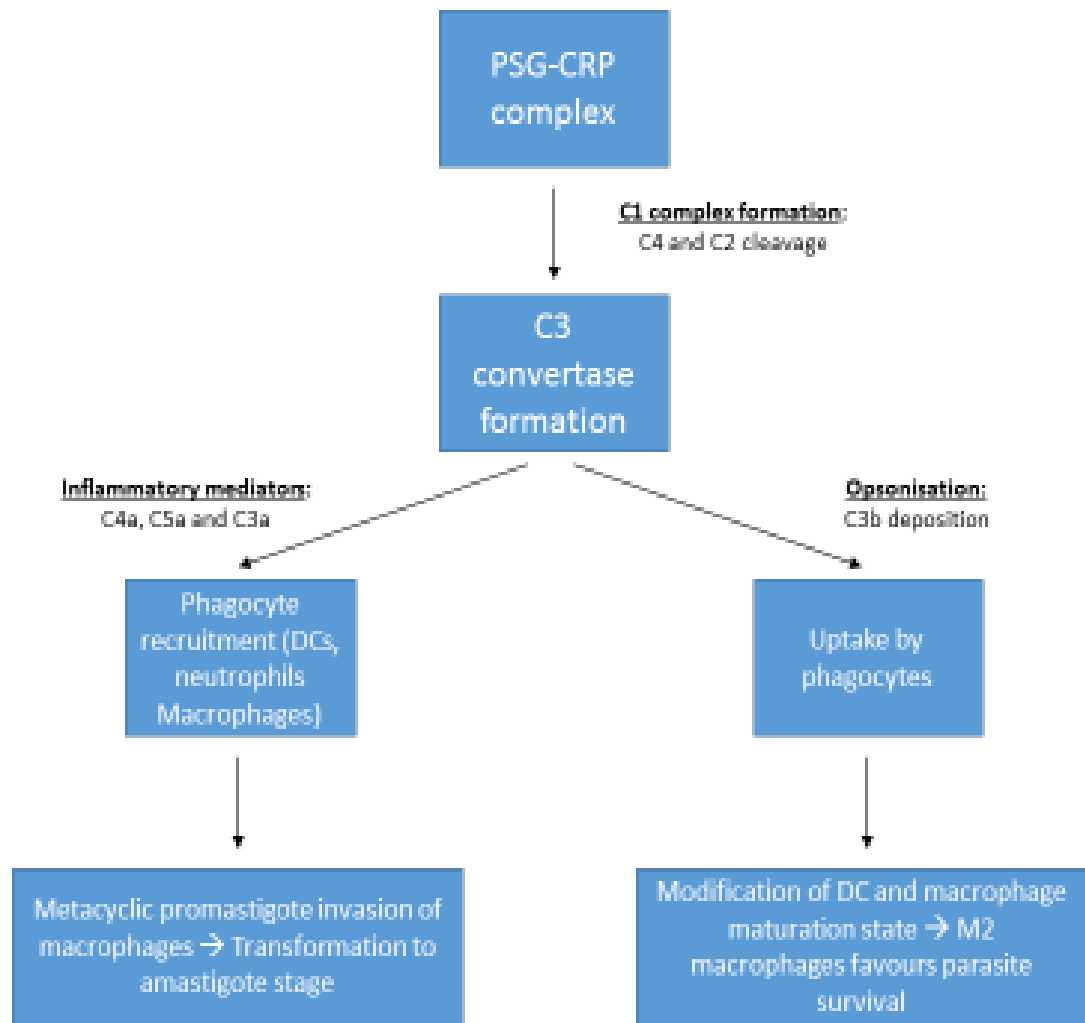 PSG-CRP
complex
C1 complex formation:
C4 and C2 cleavage
C3
convertase
formation
Inflammatory mediators:
C4a, C5a and C3a
Opsonisation:
C3b deposition
Phagocyte
recruitment (DCs,
neutrophils
Macrophages)
Uptake by
phagocytes
Metacyclic promastigote invasion of
macrophages → Transformation to
amastigote stage
Modification of DC and macrophage
maturation state → M2
macrophages favours parasite
survival